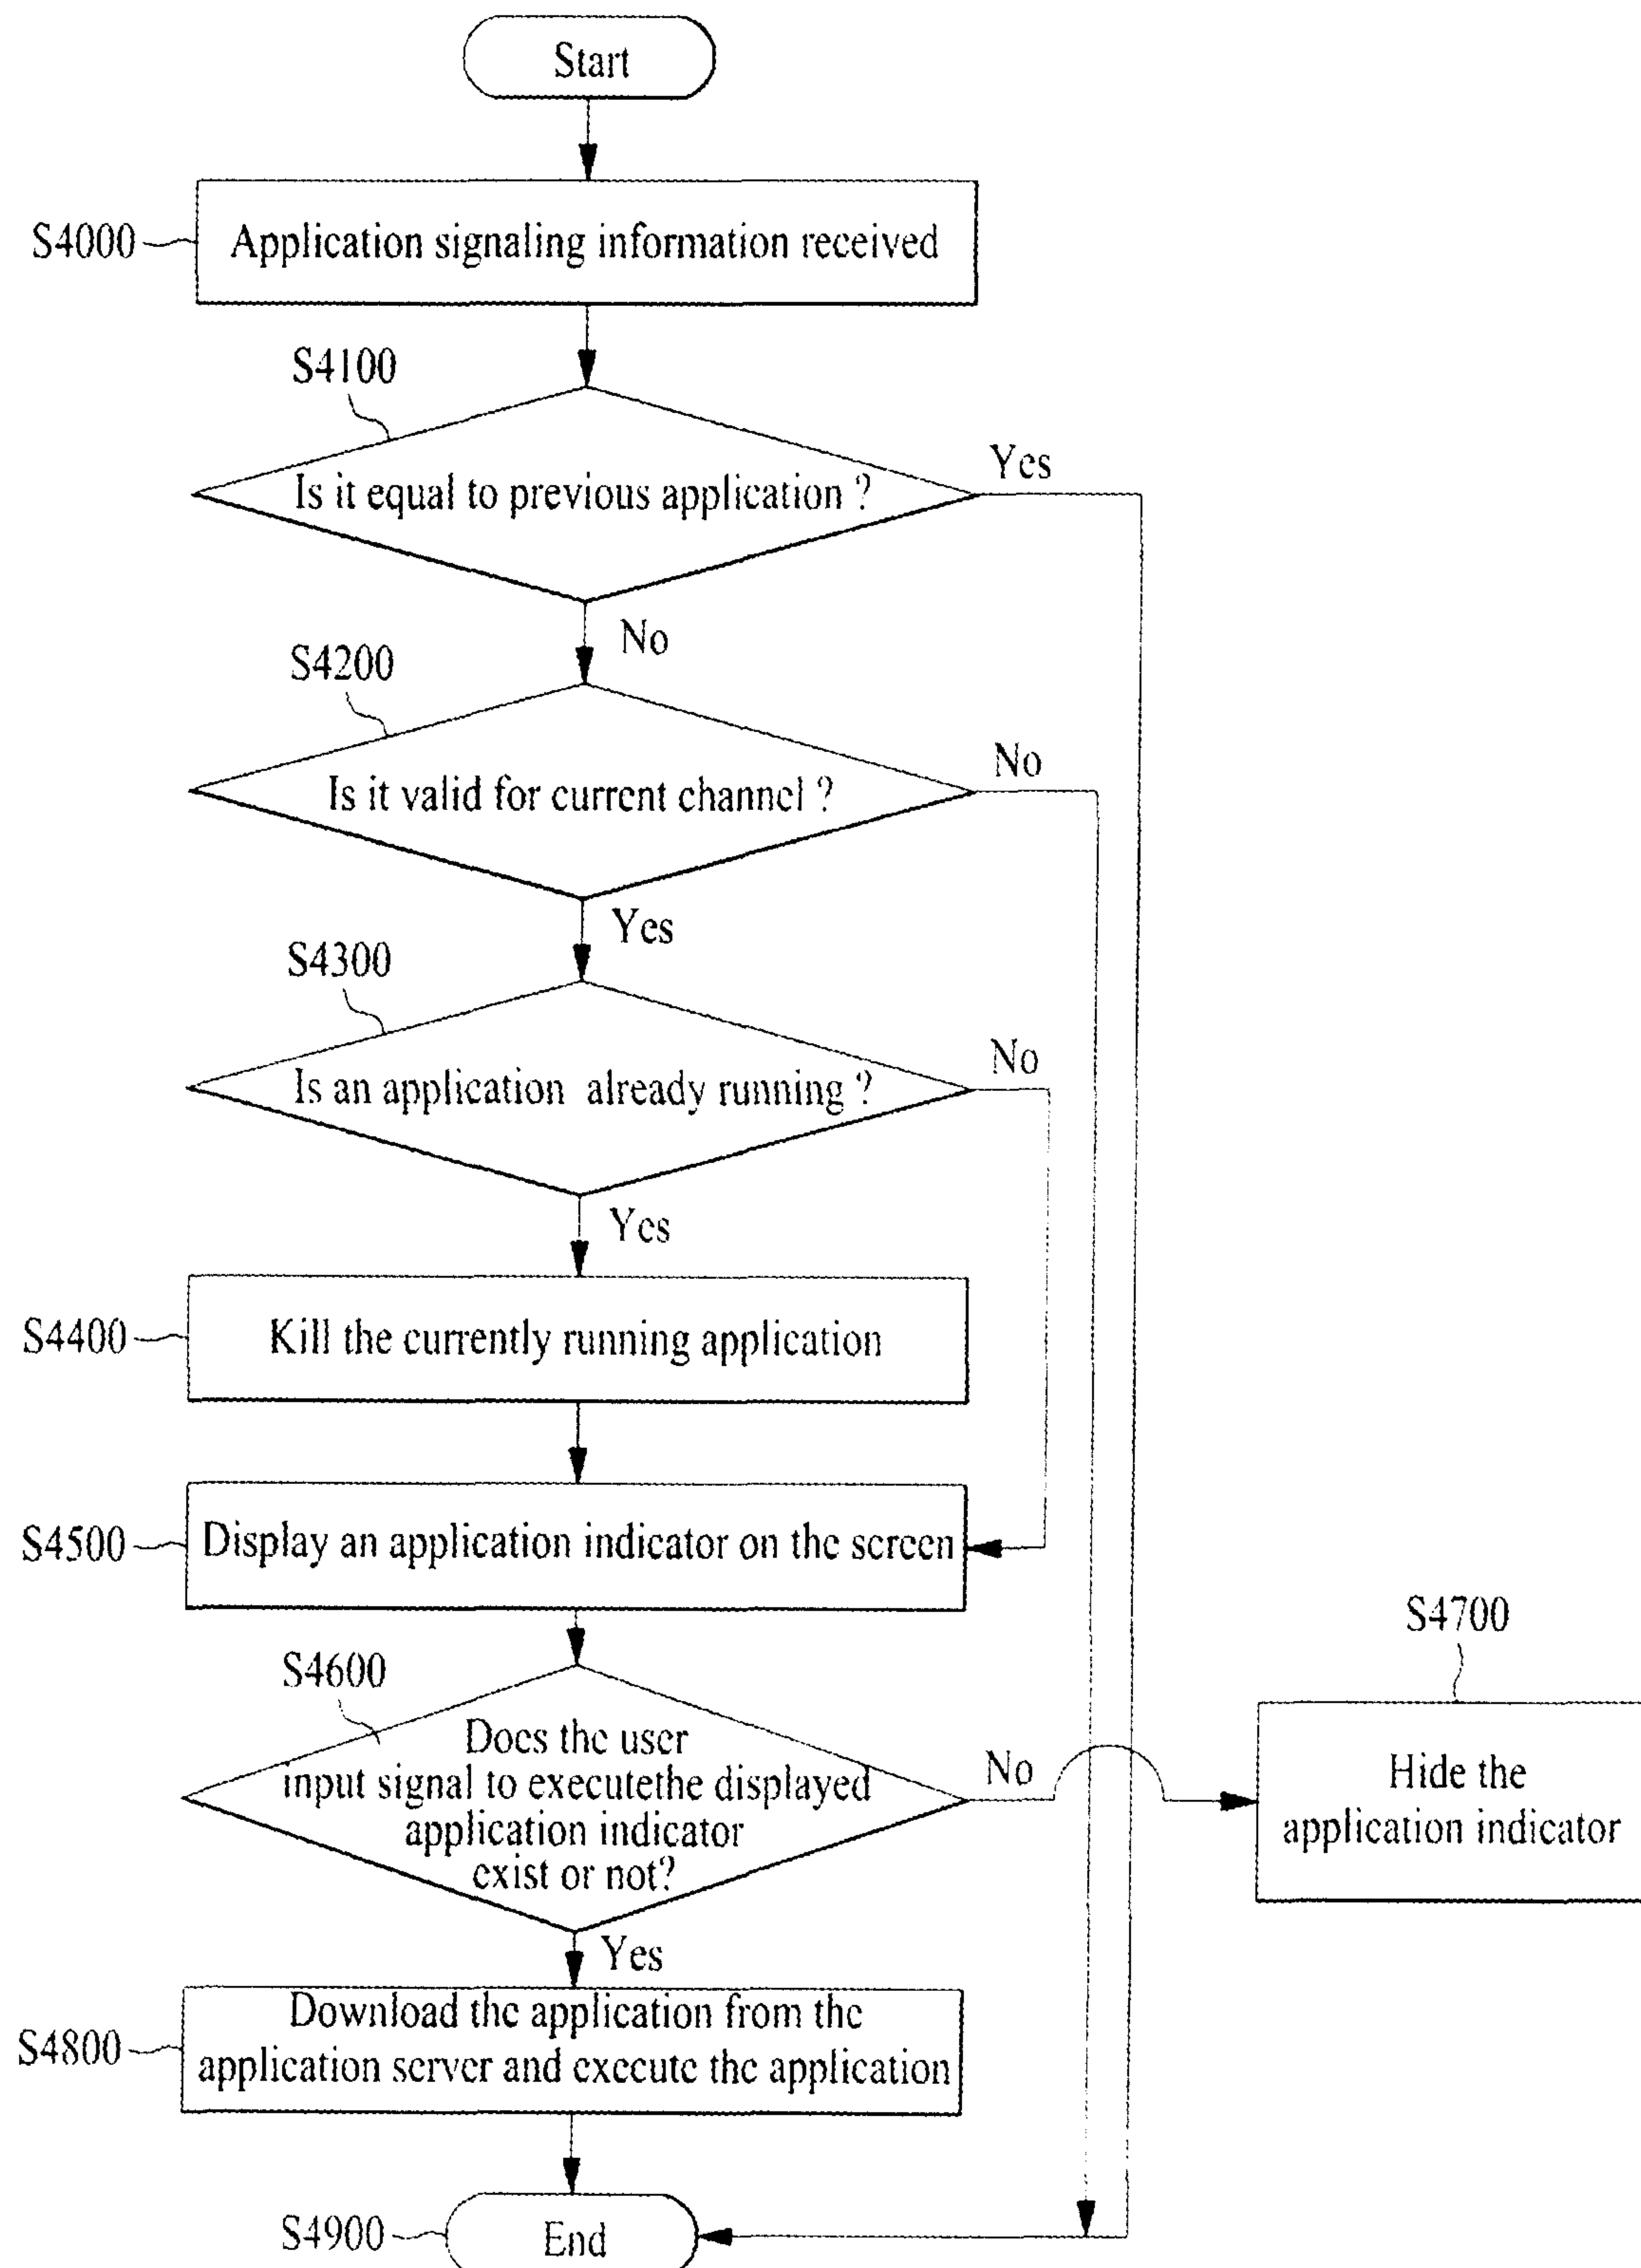 Start
S4000
Application signaling information received
S4100
Is it equal to previous application ?
Yes
No
S4200
Is it valid for current channel ?
No
Yes
S4300
Is an application already running ?
No
Yes
S4400
Kill the currently running application
S4500
Display an application indicator on the screen
S4600
Does the user
input signal to executethe displayed
application indicator
exist or not?
No
S4700
Hide the
application indicator
Yes
S4800
Download the application from the
application server and execute the application
S4900
End